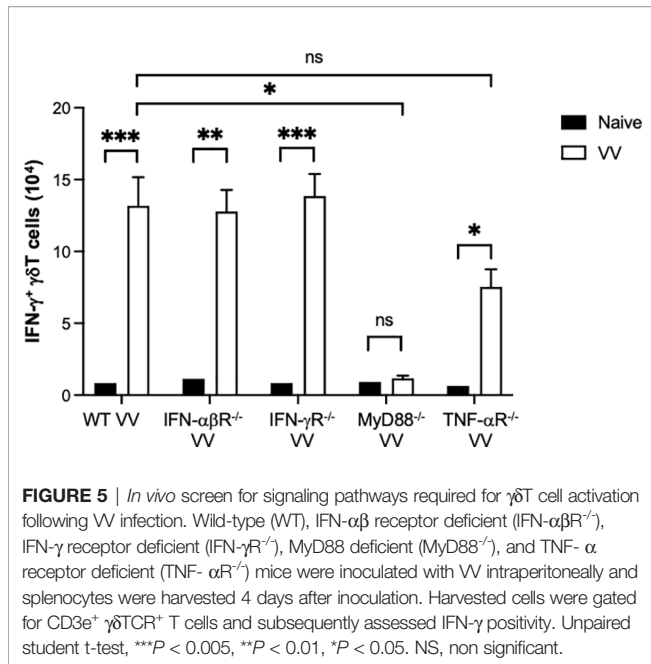 ns
*
20
15
10
5
0
IFN-γ⁺ γδT cells (10⁴)
*** ** *** ns *
Naive
VV
WT VV IFN-αβR⁻/⁻ VV IFN-γR⁻/⁻ VV MyD88⁻/⁻ VV TNF-αR⁻/⁻ VV
FIGURE 5 | In vivo screen for signaling pathways required for γδT cell activation
following VV infection. Wild-type (WT), IFN-αβ receptor deficient (IFN-αβR⁻/⁻),
IFN-γ receptor deficient (IFN-γR⁻/⁻), MyD88 deficient (MyD88⁻/⁻), and TNF- α
receptor deficient (TNF- αR⁻/⁻) mice were inoculated with VV intraperitoneally and
splenocytes were harvested 4 days after inoculation. Harvested cells were gated
for CD3e⁺ γδTCR⁺ T cells and subsequently assessed IFN-γ positivity. Unpaired
student t-test, ***P < 0.005, **P < 0.01, *P < 0.05. NS, non significant.